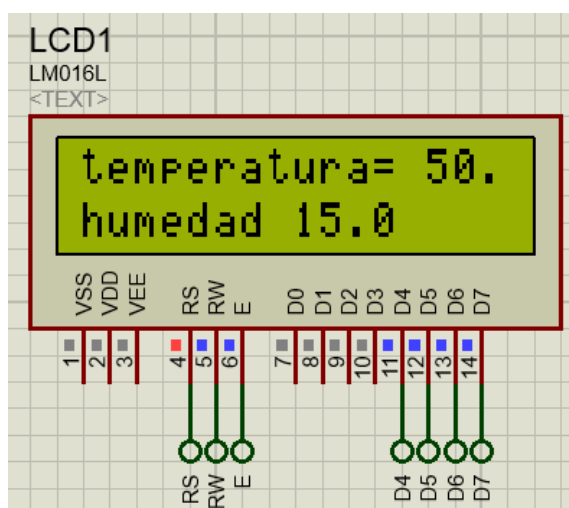 LCD1
LM016L
<TEXT>
temperatura= 50.
humedad 15.0
VSS VDD VEE RS RW E D0 D1 D2 D3 D4 D5 D6 D7
1 2 3 4 5 6 7 8 9 10 11 12 13 14
RS RW E D4 D5 D6 D7